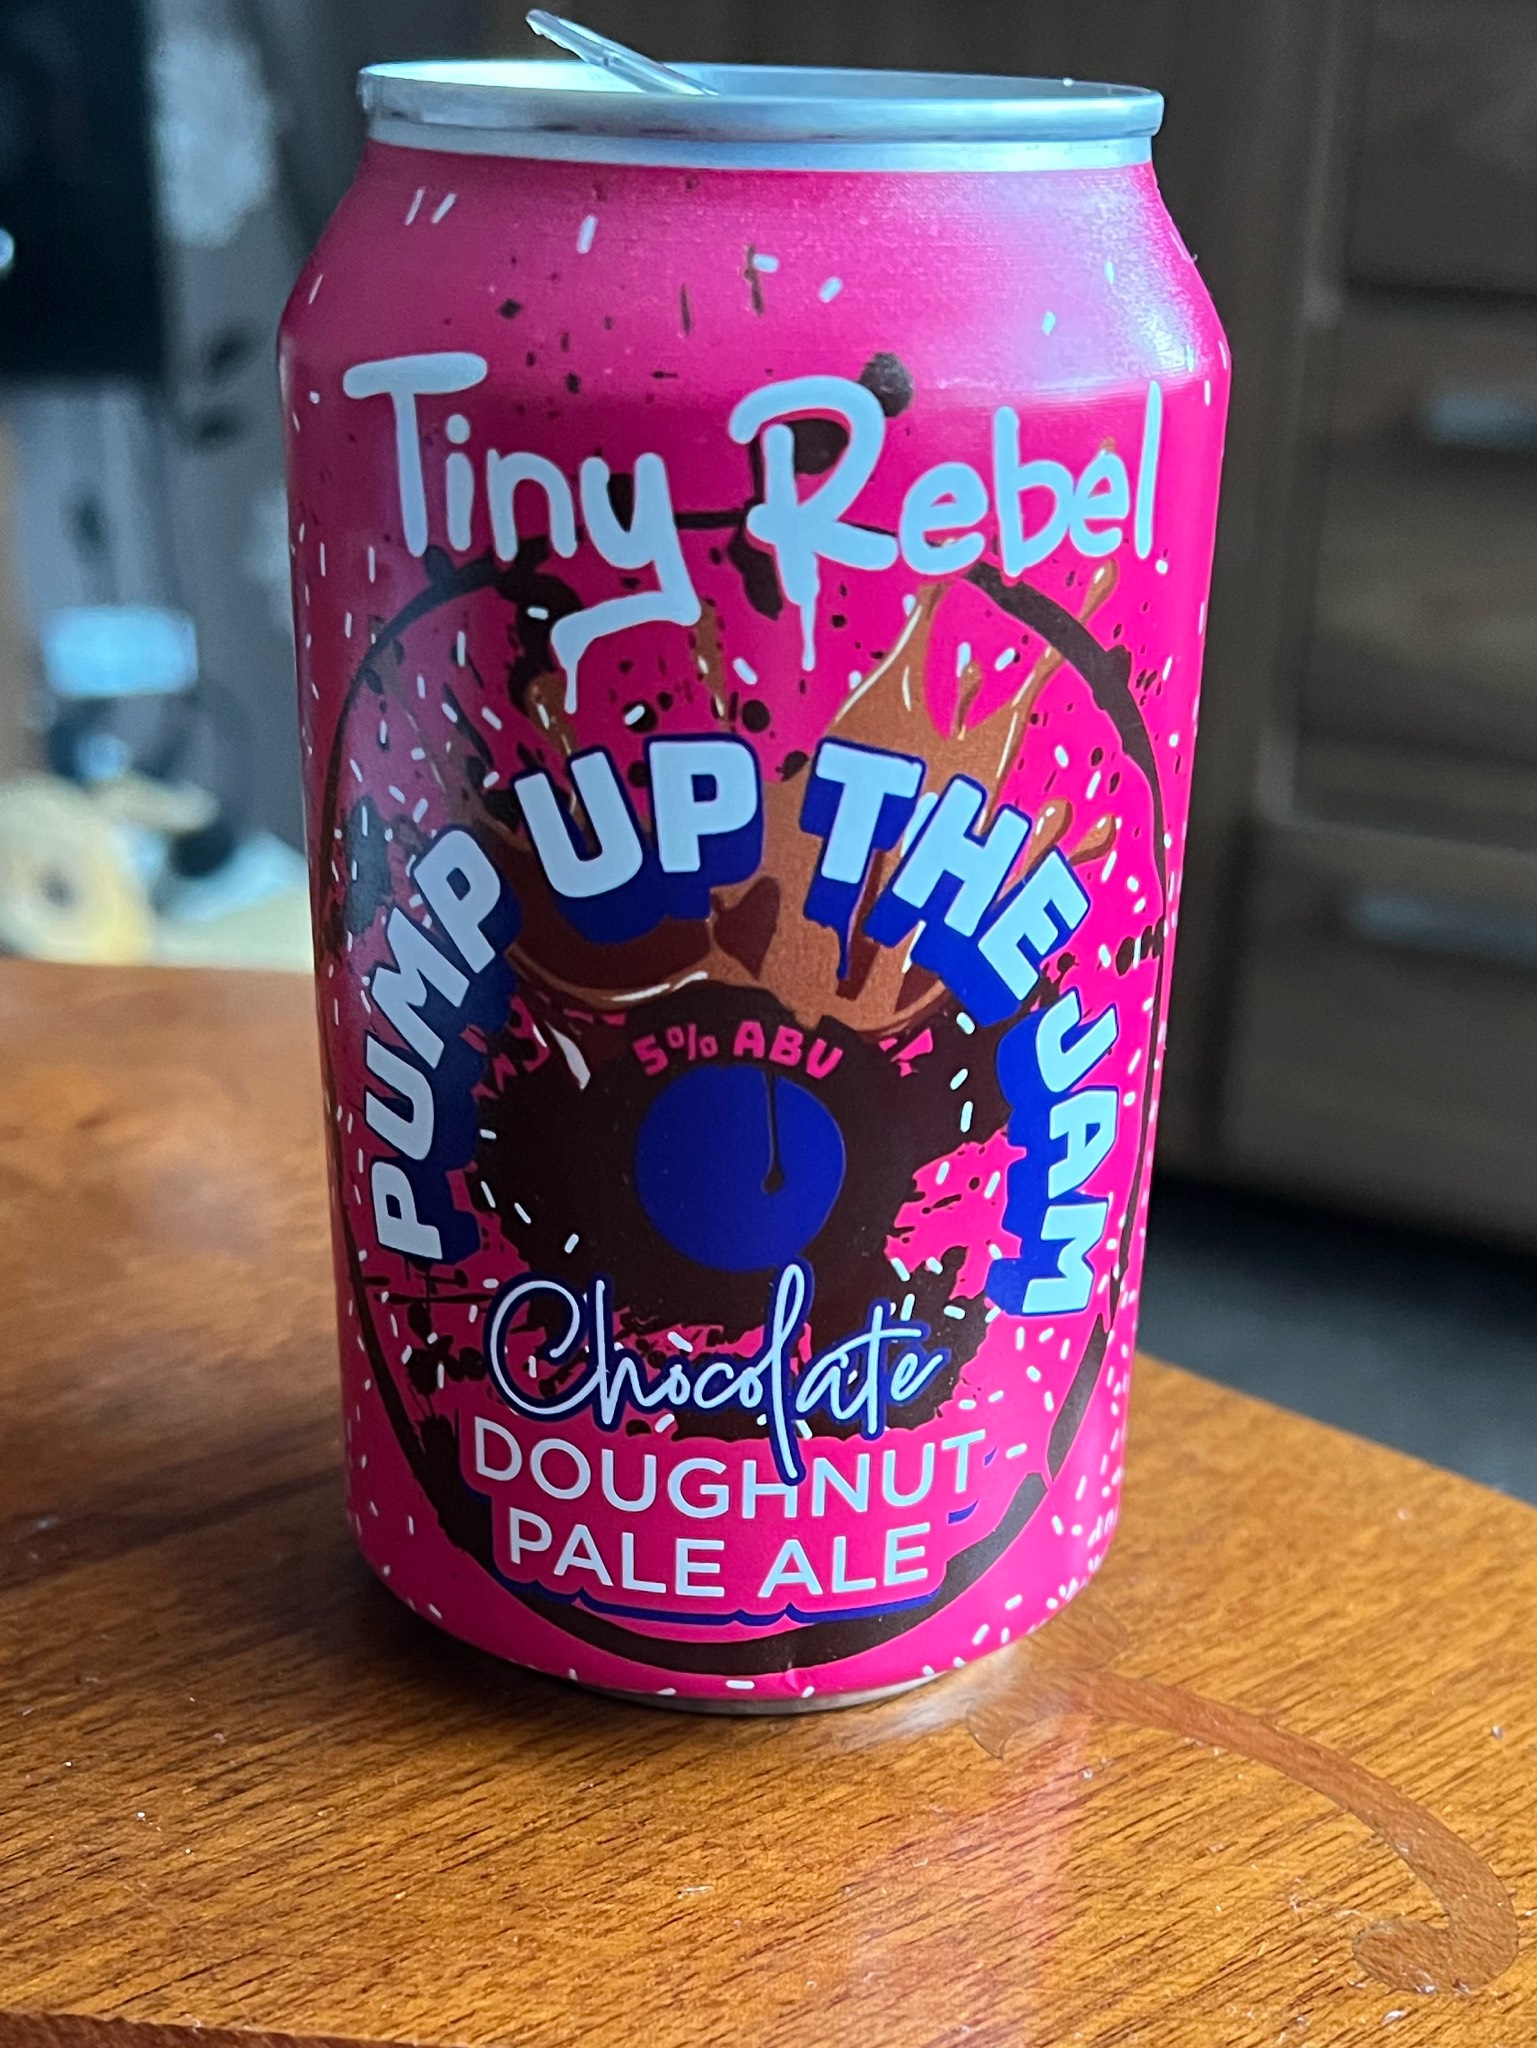 Tiny Rebel
PUMP UP THE JAM
5% ABV
Chocolate
DOUGHNUT
PALE ALE